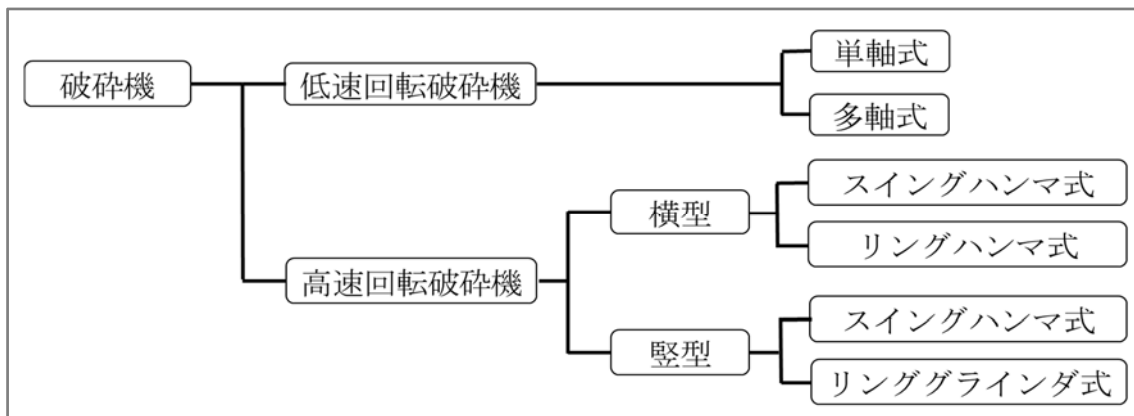 破砕機
低速回転破砕機
単軸式
多軸式
高速回転破砕機
横型
スイングハンマ式
リングハンマ式
竪型
スイングハンマ式
リンググラインダ式